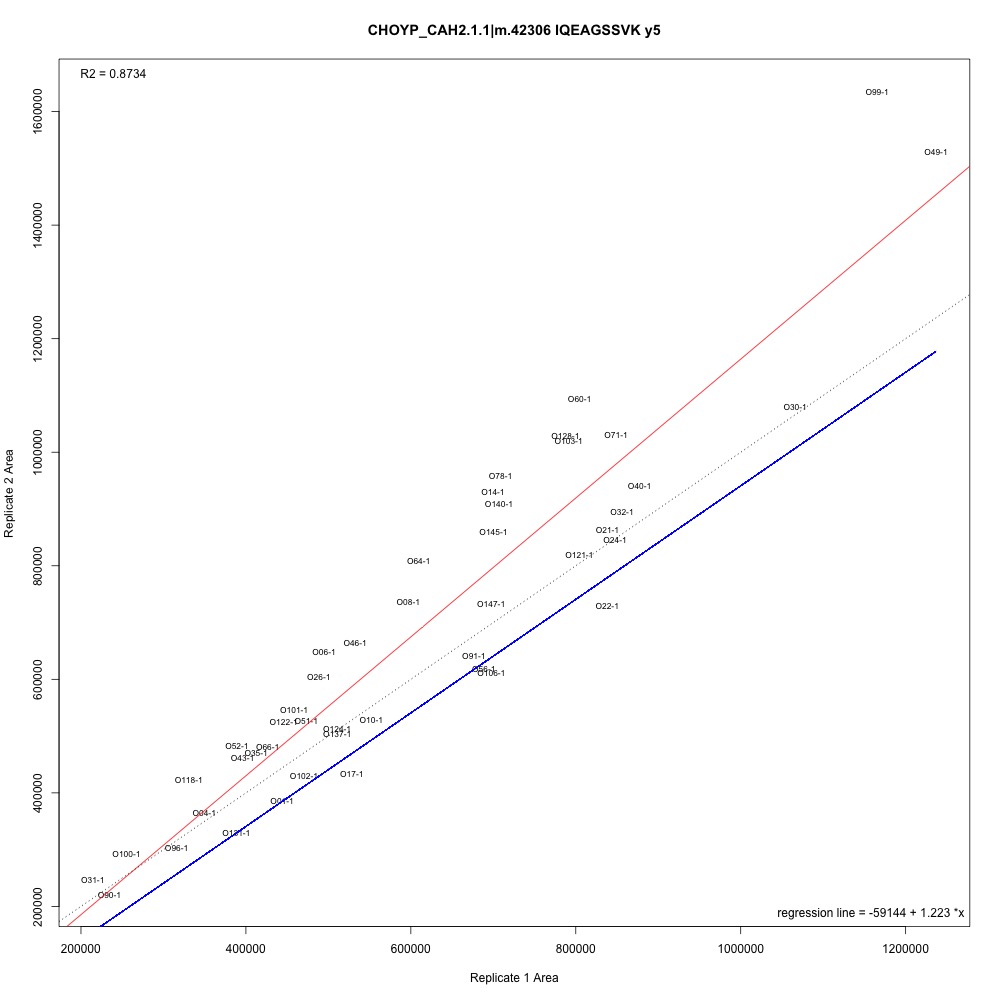 CHOYP_CAH2.1.1|m.42306 IQEAGSSVK y5
R2 = 0.8734
Replicate 2 Area
1600000
1400000
1200000
1000000
800000
600000
400000
200000
O99-1
O49-1
O60-1
O30-1
O128-1
O71-1
O103-1
O78-1
O40-1
O14-1
O140-1
O32-1
O145-1
O21-1
O24-1
O64-1
O121-1
O08-1
O147-1
O22-1
O46-1
O06-1
O91-1
O56-1
O106-1
O26-1
O101-1
O122-1
O51-1
O10-1
O124-1
O137-1
O52-1
O66-1
O35-1
O43-1
O118-1
O102-1
O17-1
O01-1
O04-1
O131-1
O96-1
O100-1
O31-1
O90-1
regression line = -59144 + 1.223 *x
200000 400000 600000 800000 1000000 1200000
Replicate 1 Area